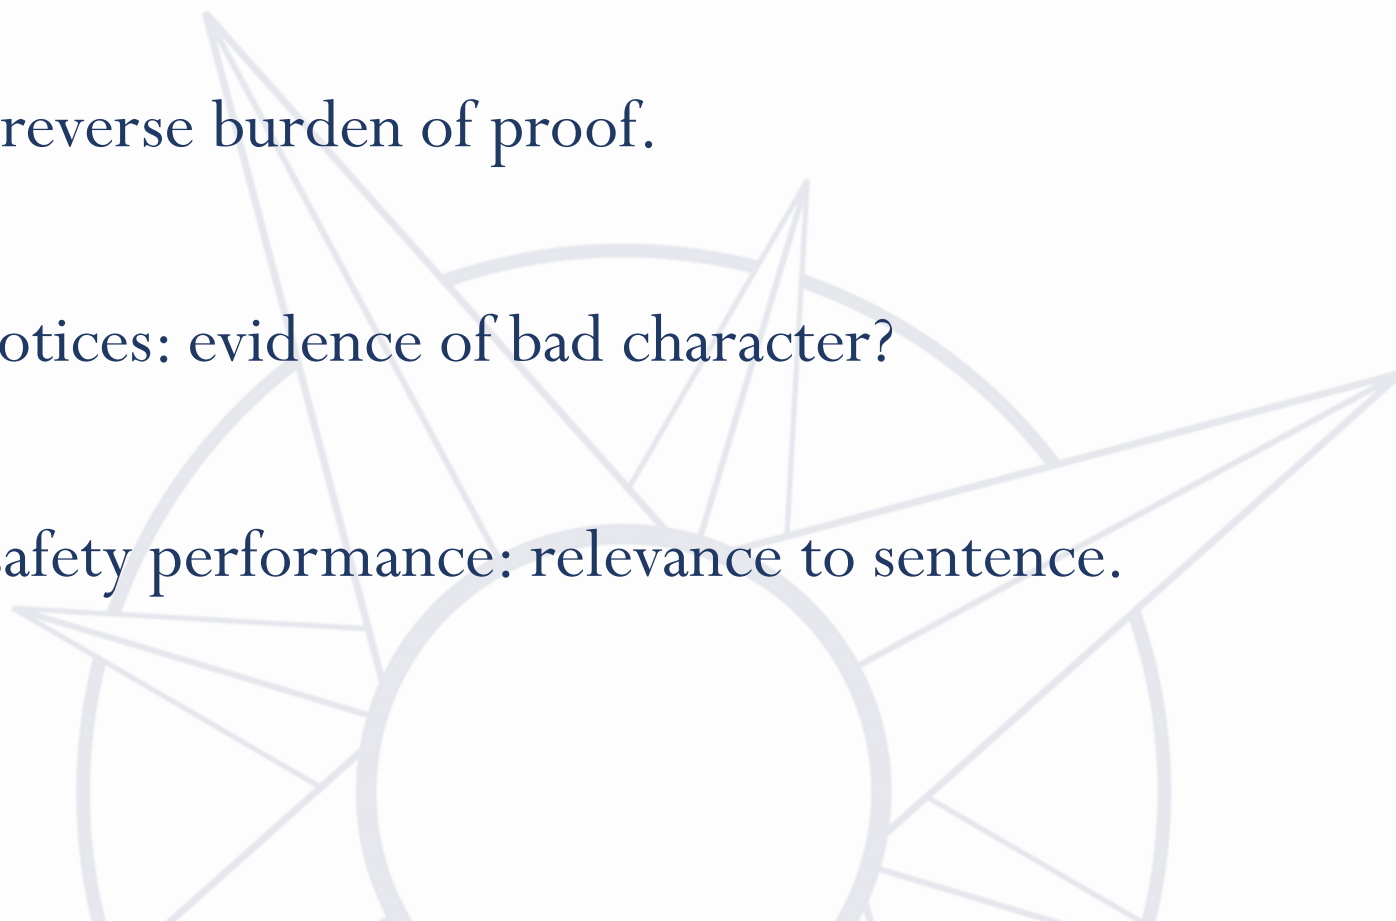 reverse burden of proof.
otices: evidence of bad character?
afety performance: relevance to sentence.